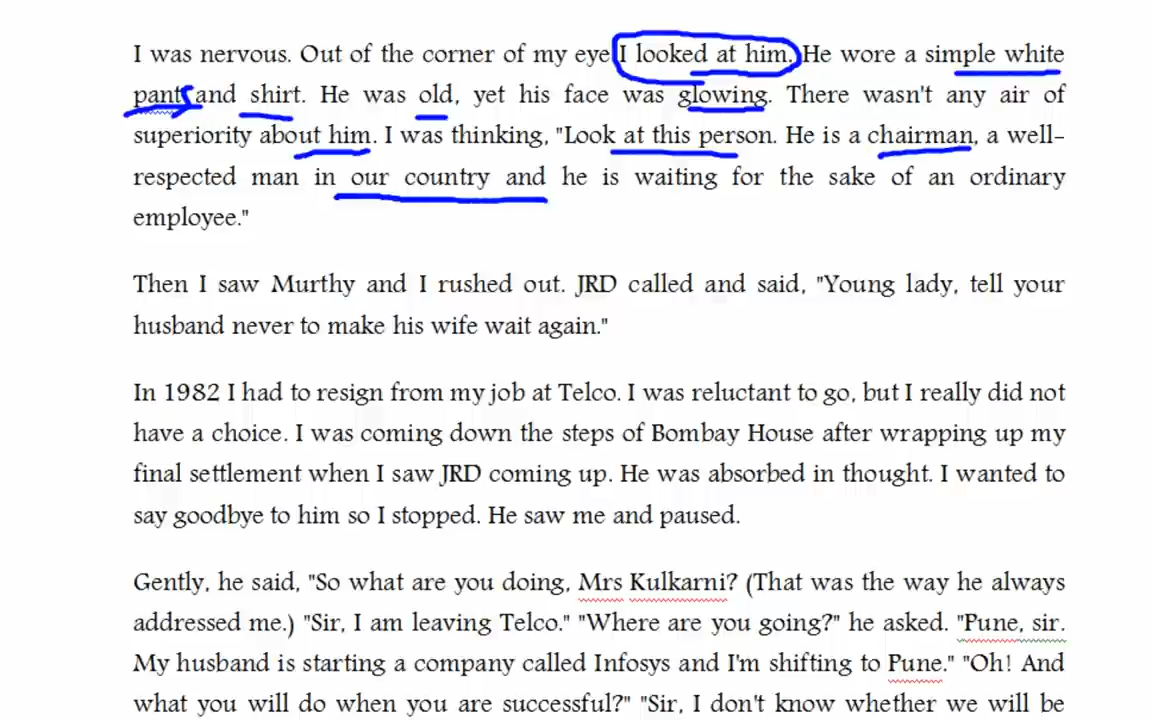 I was nervous. Out of the corner of my eye I looked at him. He wore a simple white
pants and shirt. He was old, yet his face was glowing. There wasn't any air of
superiority about him. I was thinking, "Look at this person. He is a chairman, a well-
respected man in our country and he is waiting for the sake of an ordinary
employee."
Then I saw Murthy and I rushed out. JRD called and said, "Young lady, tell your
husband never to make his wife wait again."
In 1982 I had to resign from my job at Telco. I was reluctant to go, but I really did not
have a choice. I was coming down the steps of Bombay House after wrapping up my
final settlement when I saw JRD coming up. He was absorbed in thought. I wanted to
say goodbye to him so I stopped. He saw me and paused.
Gently, he said, "So what are you doing, Mrs Kulkarni? (That was the way he always
addressed me.) "Sir, I am leaving Telco." "Where are you going?" he asked. "Pune, sir.
My husband is starting a company called Infosys and I'm shifting to Pune." "Oh! And
what you will do when you are successful?" "Sir, I don't know whether we will be